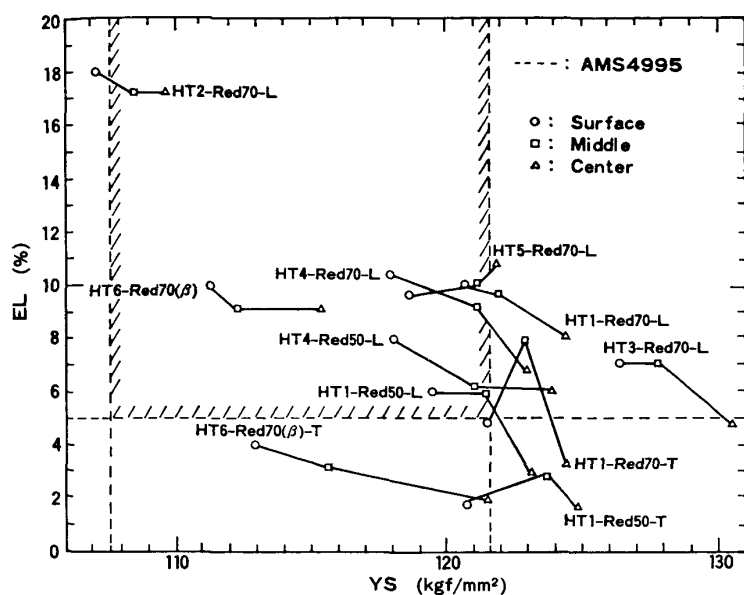 20
18
16
14
12
10
8
6
4
2
0
EL (%)
110
120
130
YS (kgf/mm²)
-----: AMS4995
○: Surface
□: Middle
△: Center
HT2-Red70-L
HT5-Red70-L
HT4-Red70-L
HT6-Red70(β)
HT1-Red70-L
HT4-Red50-L
HT3-Red70-L
HT1-Red50-L
HT6-Red70(β)-T
HT1-Red70-T
HT1-Red50-T